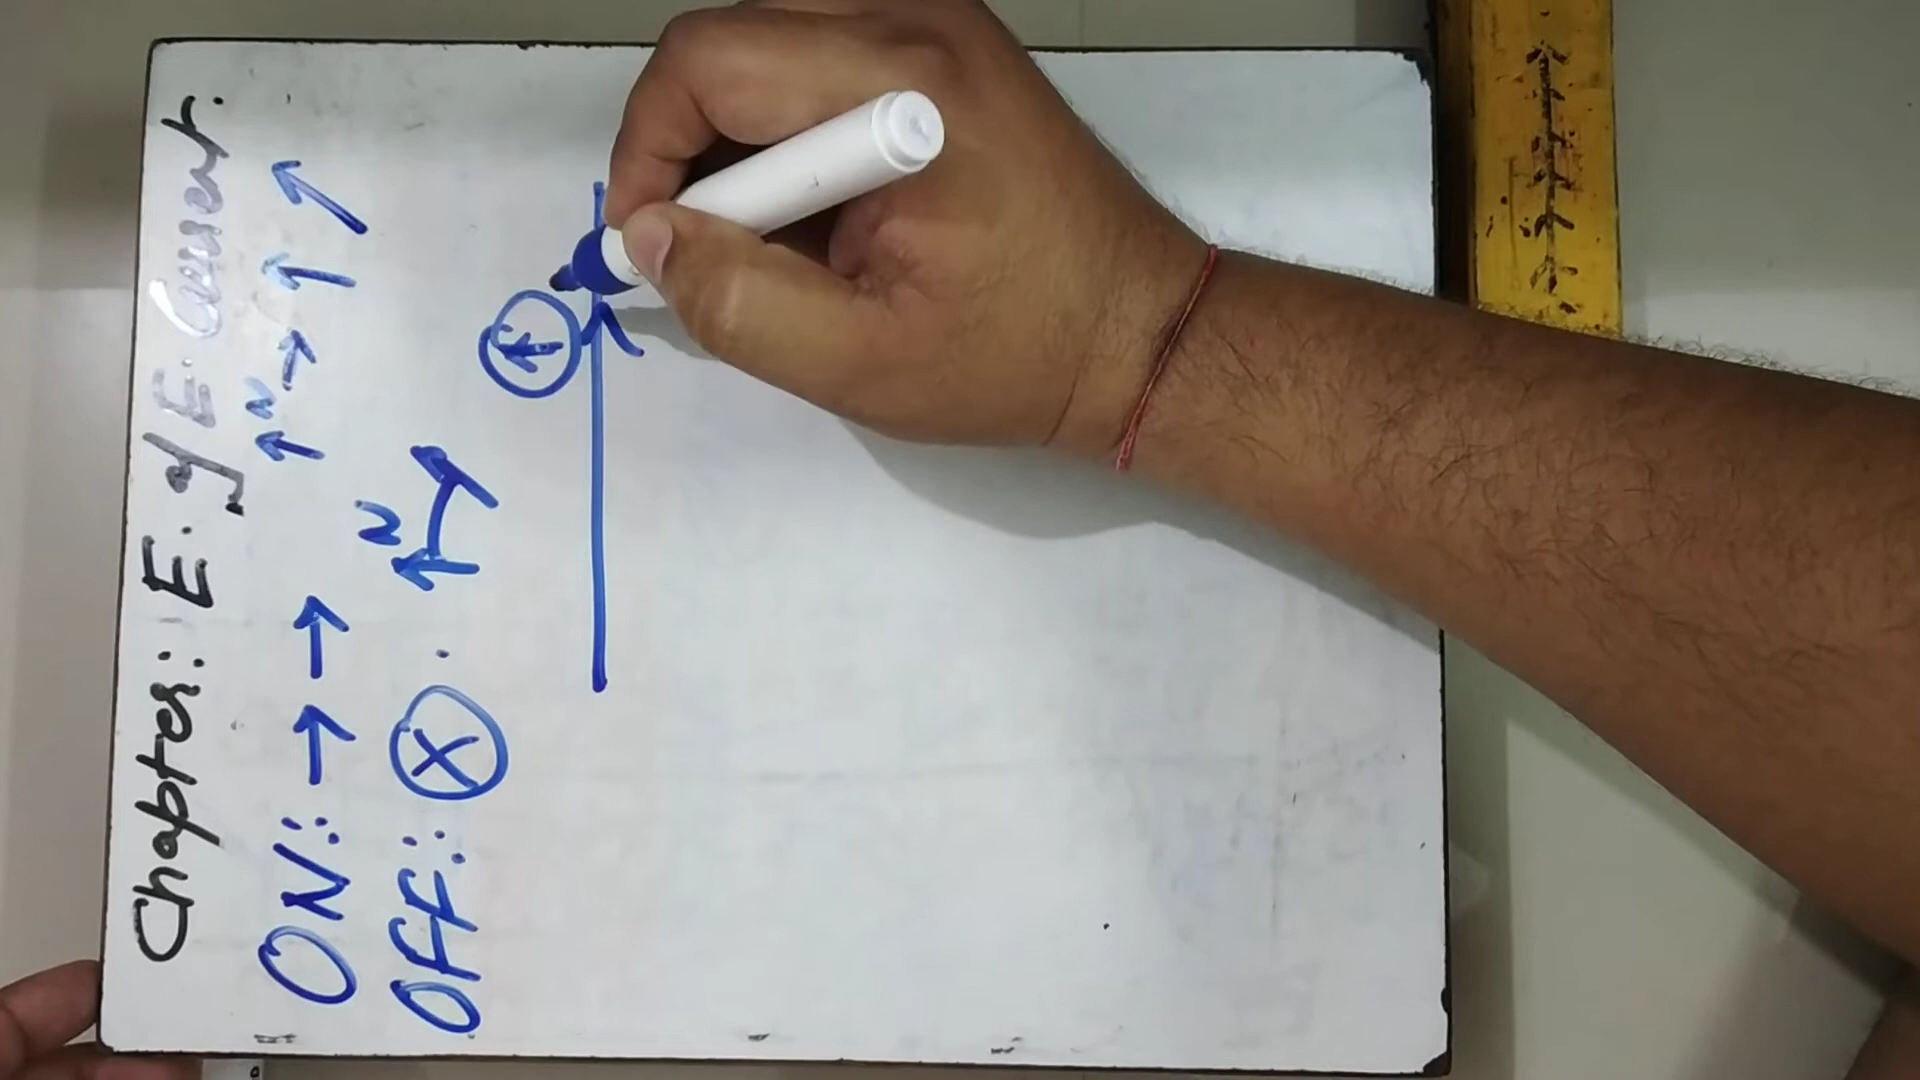 Chapter: E. of E. Current.
ON: → → ↑ N → ↑ ↑
OFF: Ⓧ . N